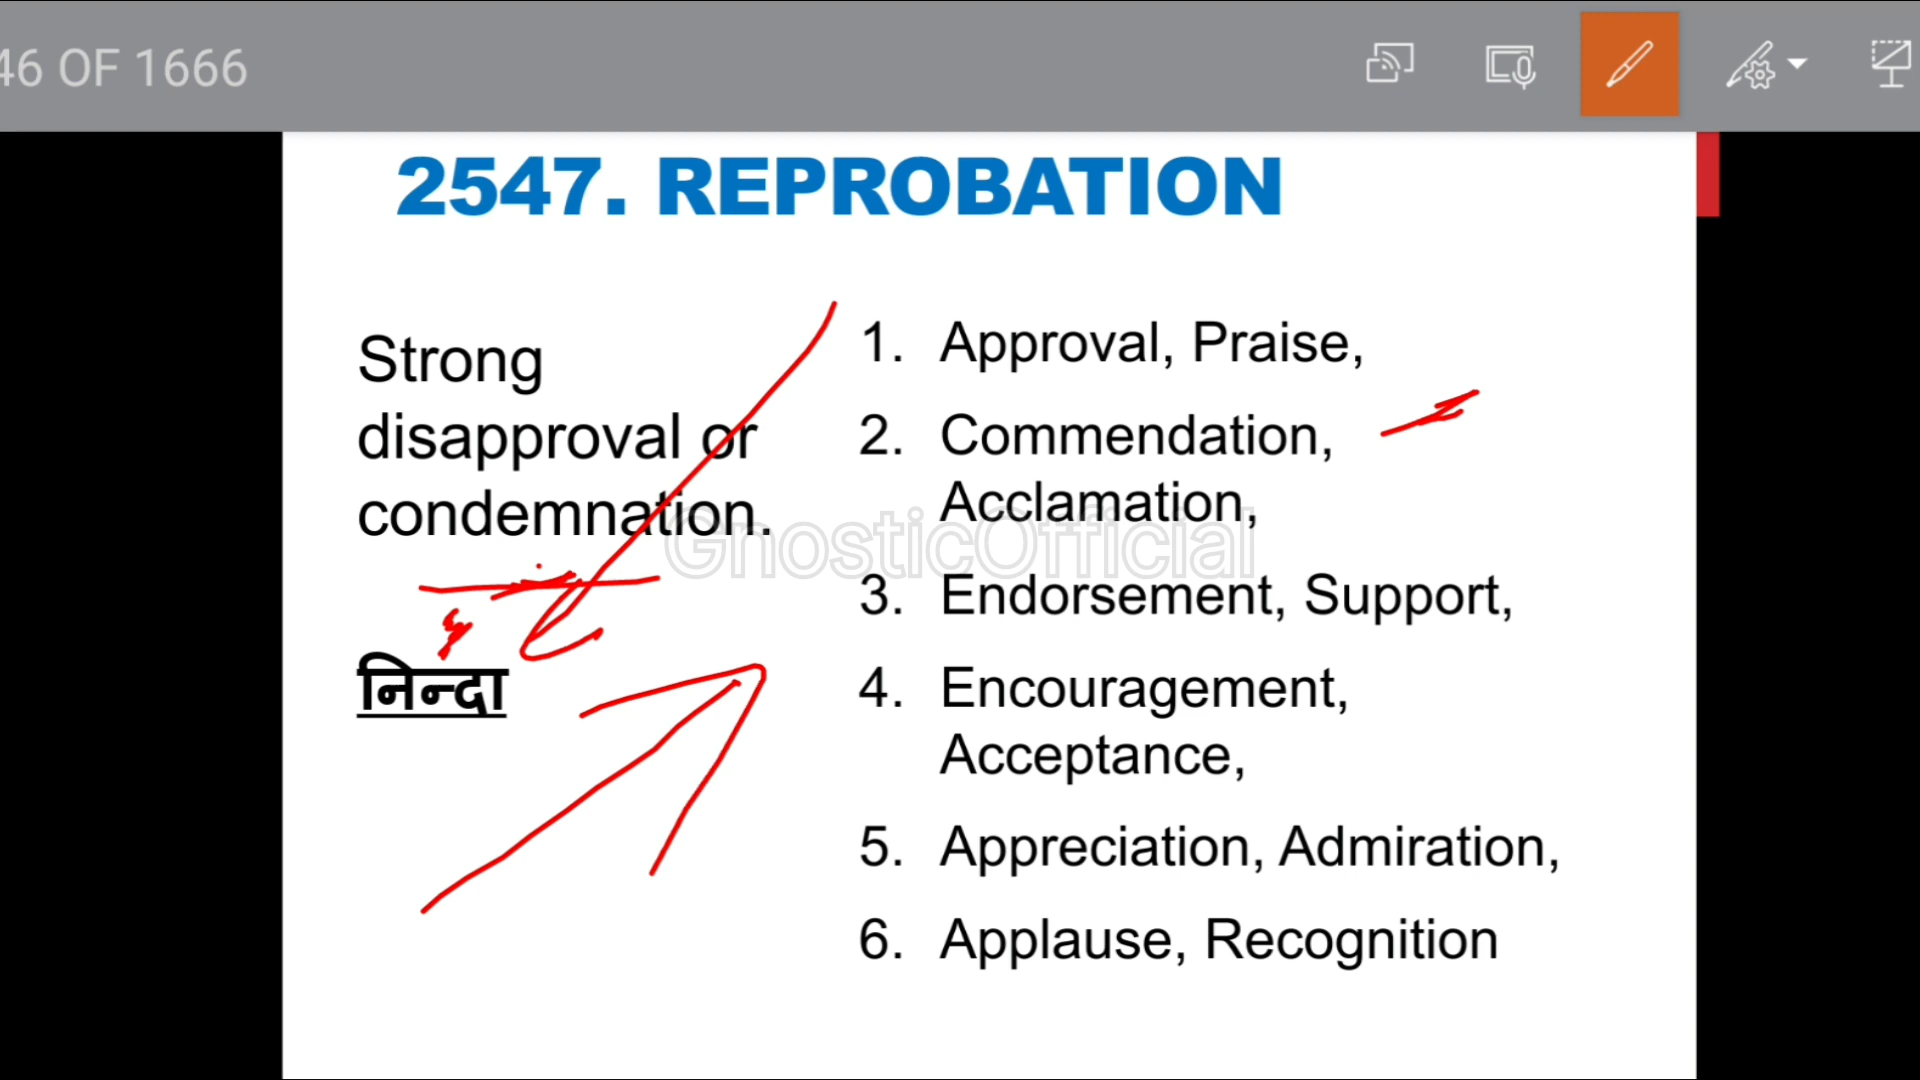 46 OF 1666
2547. REPROBATION
Strong
disapproval or
condemnation.
निन्दा
1. Approval, Praise,
2. Commendation,
Acclamation,
3. Endorsement, Support,
4. Encouragement,
Acceptance,
5. Appreciation, Admiration,
6. Applause, Recognition
GnosticOfficial